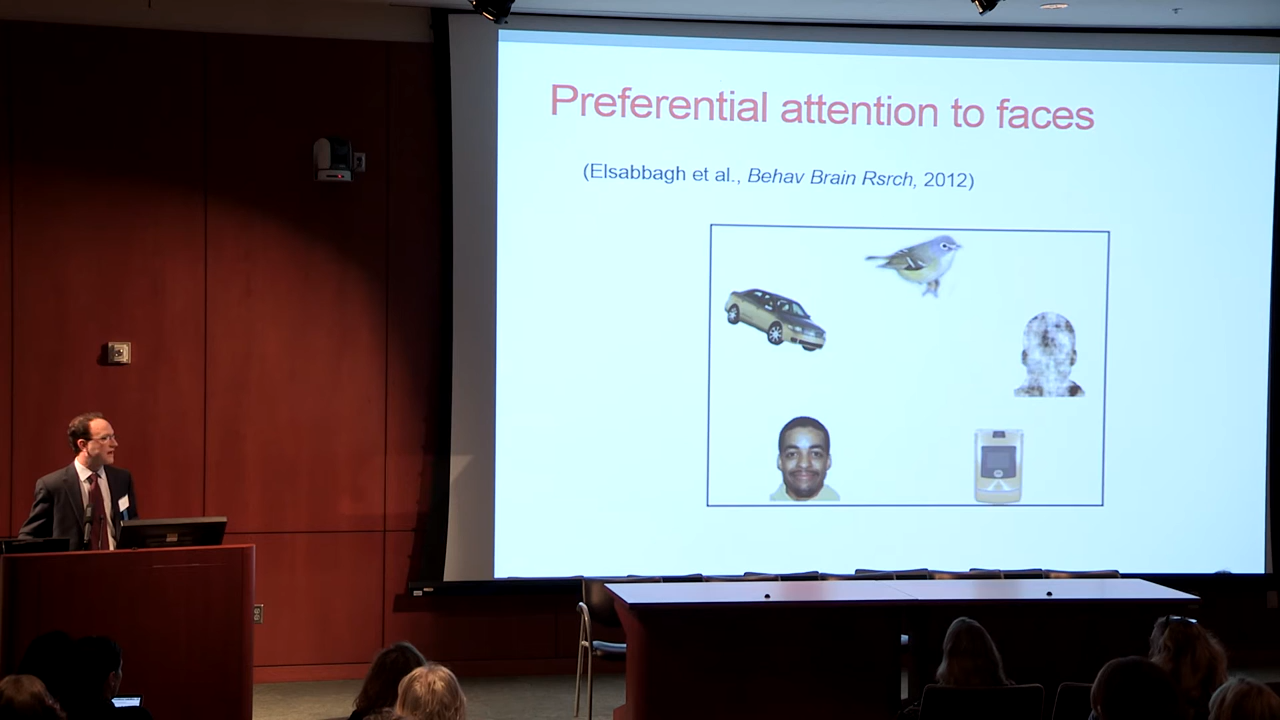 Preferential attention to faces
(Elsabbagh et al., Behav Brain Rsrch, 2012)